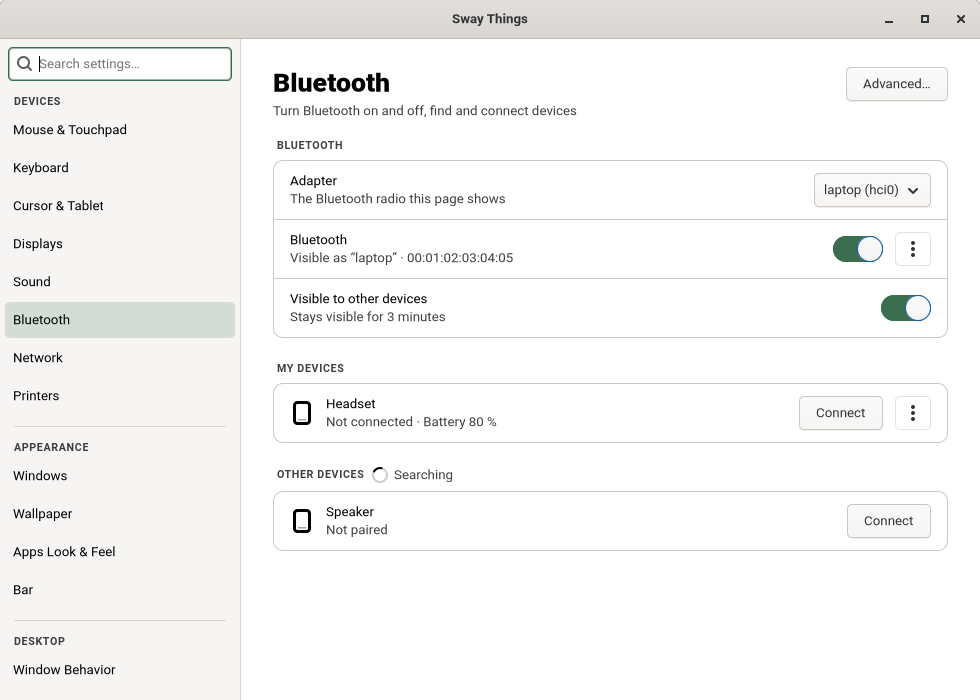 Sway Things
Search settings…
DEVICES
Mouse & Touchpad
Keyboard
Cursor & Tablet
Displays
Sound
Bluetooth
Network
Printers
APPEARANCE
Windows
Wallpaper
Apps Look & Feel
Bar
DESKTOP
Window Behavior
Bluetooth
Advanced…
Turn Bluetooth on and off, find and connect devices
BLUETOOTH
Adapter
The Bluetooth radio this page shows
laptop (hci0)
Bluetooth
Visible as “laptop” · 00:01:02:03:04:05
Visible to other devices
Stays visible for 3 minutes
MY DEVICES
Headset
Not connected · Battery 80 %
Connect
OTHER DEVICES Searching
Speaker
Not paired
Connect